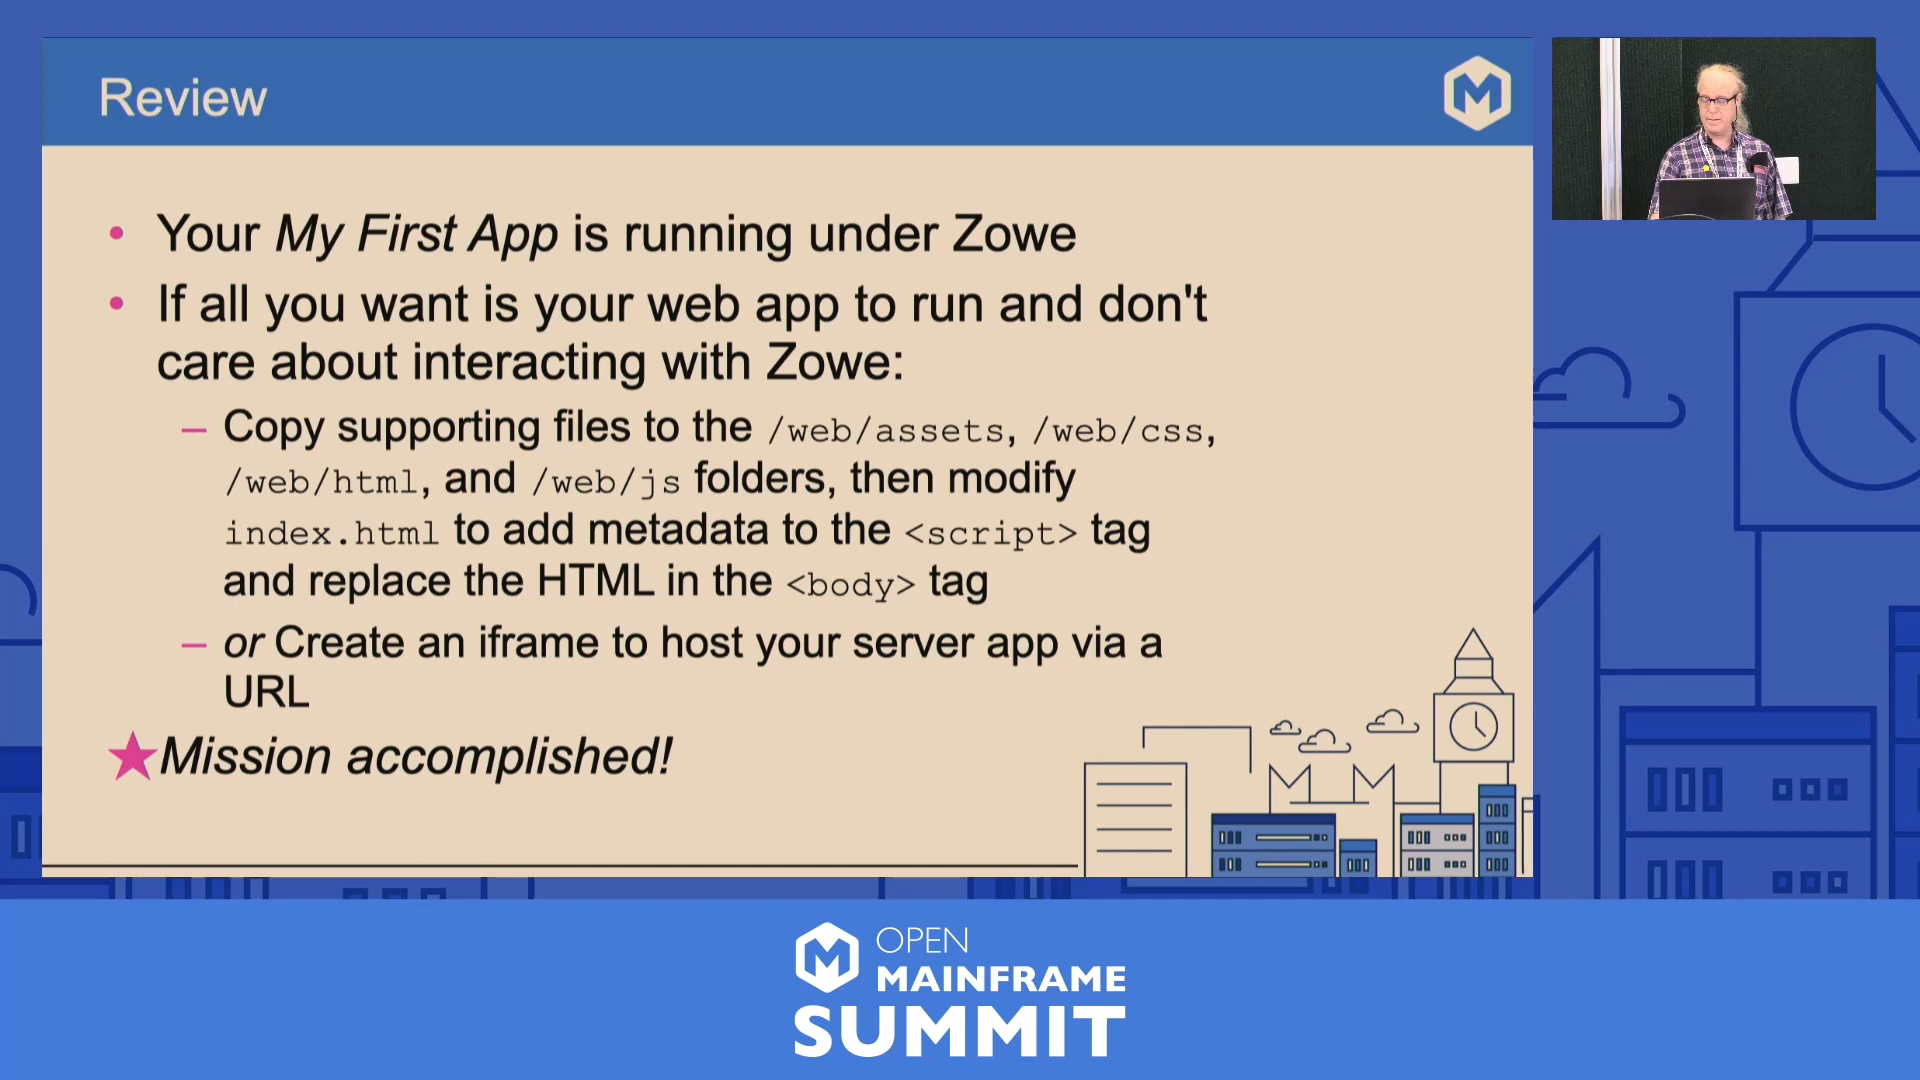 Review
• Your My First App is running under Zowe
• If all you want is your web app to run and don't
care about interacting with Zowe:
– Copy supporting files to the /web/assets, /web/css,
/web/html, and /web/js folders, then modify
index.html to add metadata to the <script> tag
and replace the HTML in the <body> tag
– or Create an iframe to host your server app via a
URL
★ Mission accomplished!
OPEN
MAINFRAME
SUMMIT